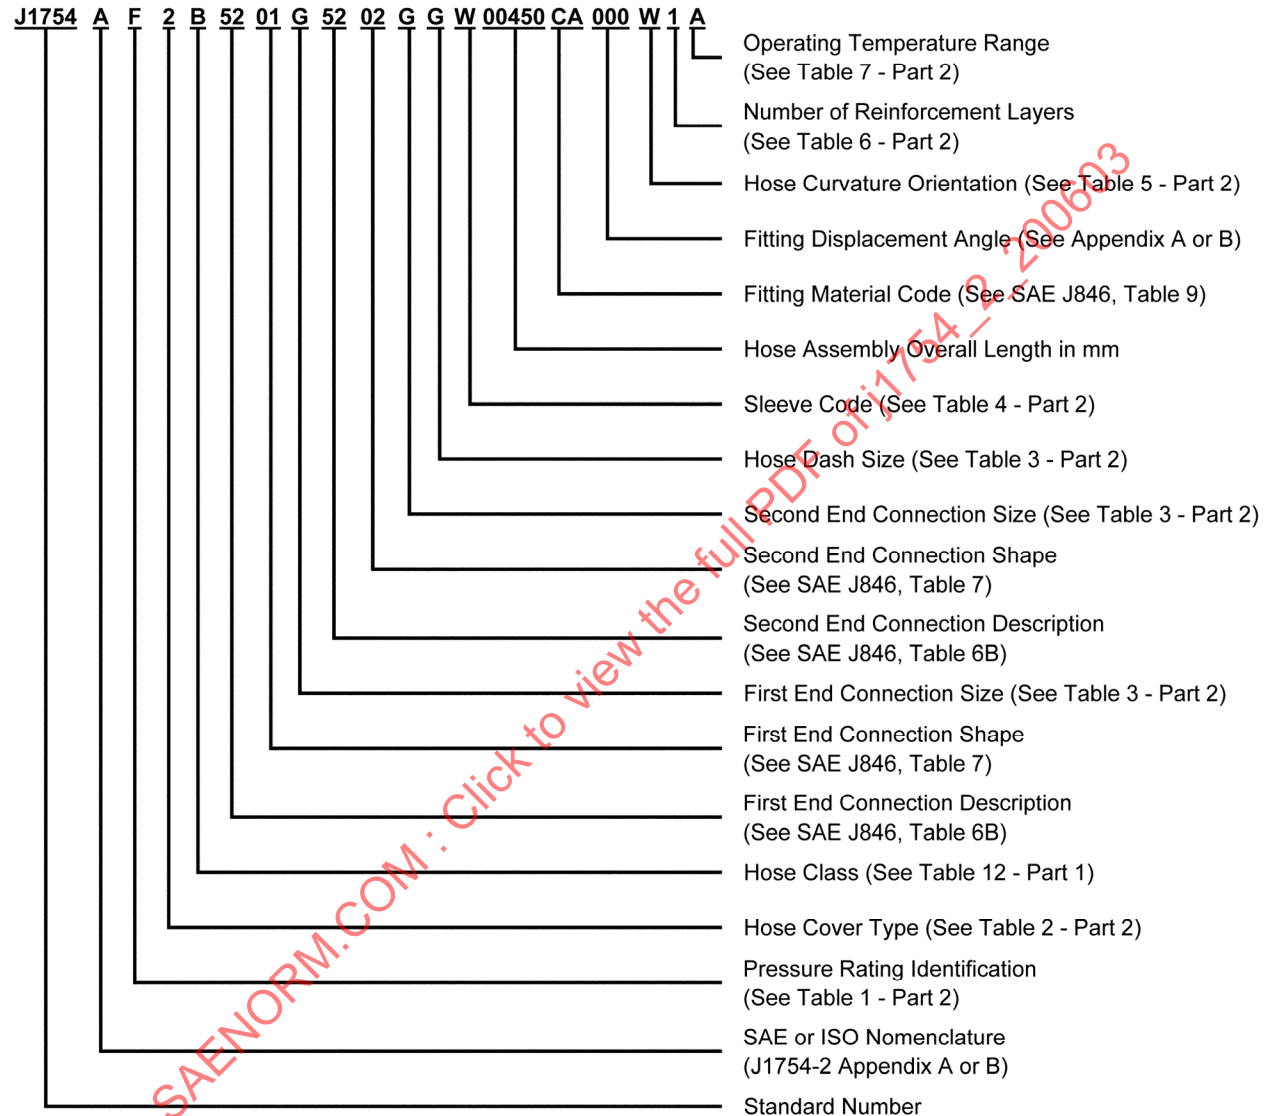 J1754 A F 2 B 52 01 G 52 02 G G W 00450 CA 000 W 1 A
Operating Temperature Range
(See Table 7 - Part 2)
Number of Reinforcement Layers
(See Table 6 - Part 2)
Hose Curvature Orientation (See Table 5 - Part 2)
Fitting Displacement Angle (See Appendix A or B)
Fitting Material Code (See SAE J846, Table 9)
Hose Assembly Overall Length in mm
Sleeve Code (See Table 4 - Part 2)
Hose Dash Size (See Table 3 - Part 2)
Second End Connection Size (See Table 3 - Part 2)
Second End Connection Shape
(See SAE J846, Table 7)
Second End Connection Description
(See SAE J846, Table 6B)
First End Connection Size (See Table 3 - Part 2)
First End Connection Shape
(See SAE J846, Table 7)
First End Connection Description
(See SAE J846, Table 6B)
Hose Class (See Table 12 - Part 1)
Hose Cover Type (See Table 2 - Part 2)
Pressure Rating Identification
(See Table 1 - Part 2)
SAE or ISO Nomenclature
(J1754-2 Appendix A or B)
Standard Number
SAENORM.COM : Click to view the full PDF of j1754_2_200603